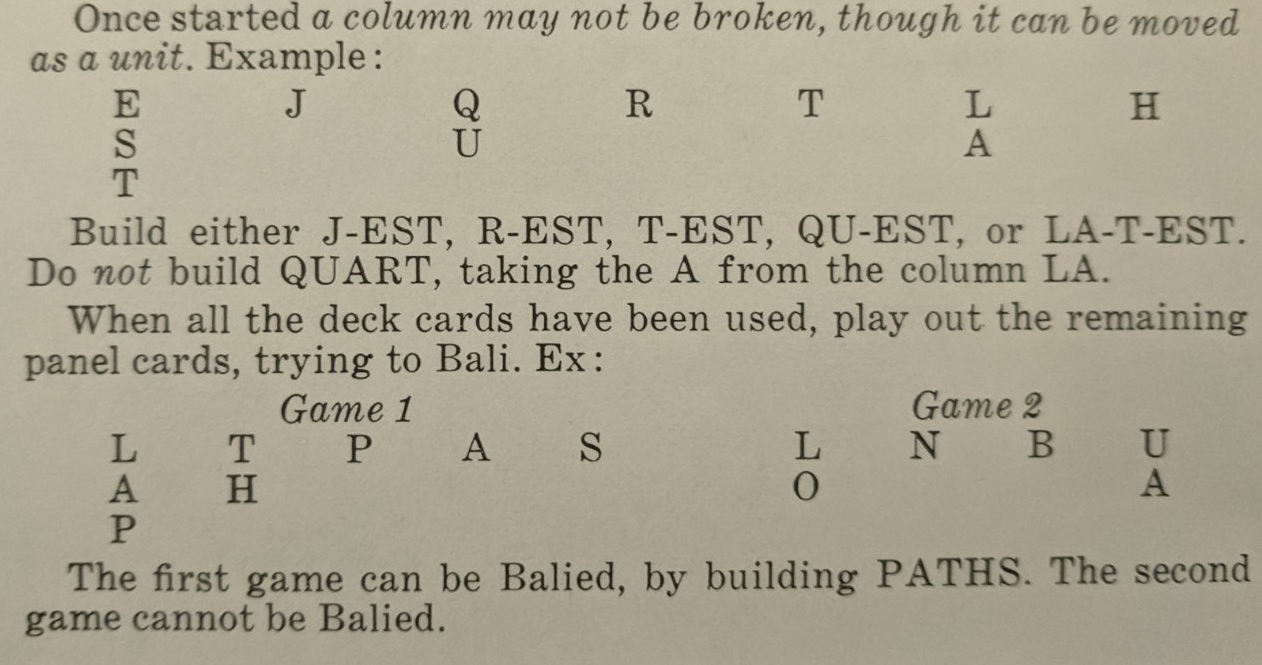 Once started a column may not be broken, though it can be moved
as a unit. Example:
E J Q R T L H
S U A
T
Build either J-EST, R-EST, T-EST, QU-EST, or LA-T-EST.
Do not build QUART, taking the A from the column LA.
When all the deck cards have been used, play out the remaining
panel cards, trying to Bali. Ex:
Game 1 Game 2
L T P A S L N B U
A H O A
P
The first game can be Balied, by building PATHS. The second
game cannot be Balied.